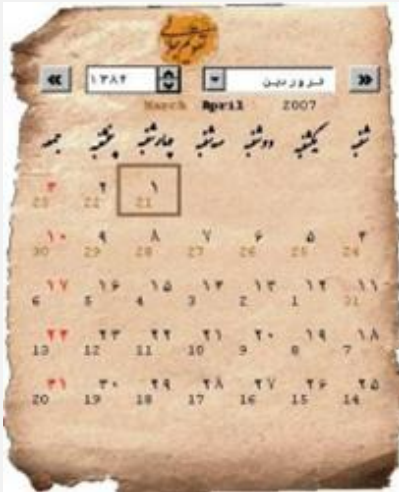 فروردین ۱۳۸۶
March April 2007
شنبه یکشنبه دوشنبه سه‌شنبه چهارشنبه پنجشنبه جمعه
۱ ۲ ۳
21 22 23
۴ ۵ ۶ ۷ ۸ ۹ ۱۰
24 25 26 27 28 29 30
۱۱ ۱۲ ۱۳ ۱۴ ۱۵ ۱۶ ۱۷
31 1 2 3 4 5 6
۱۸ ۱۹ ۲۰ ۲۱ ۲۲ ۲۳ ۲۴
7 8 9 10 11 12 13
۲۵ ۲۶ ۲۷ ۲۸ ۲۹ ۳۰ ۳۱
14 15 16 17 18 19 20